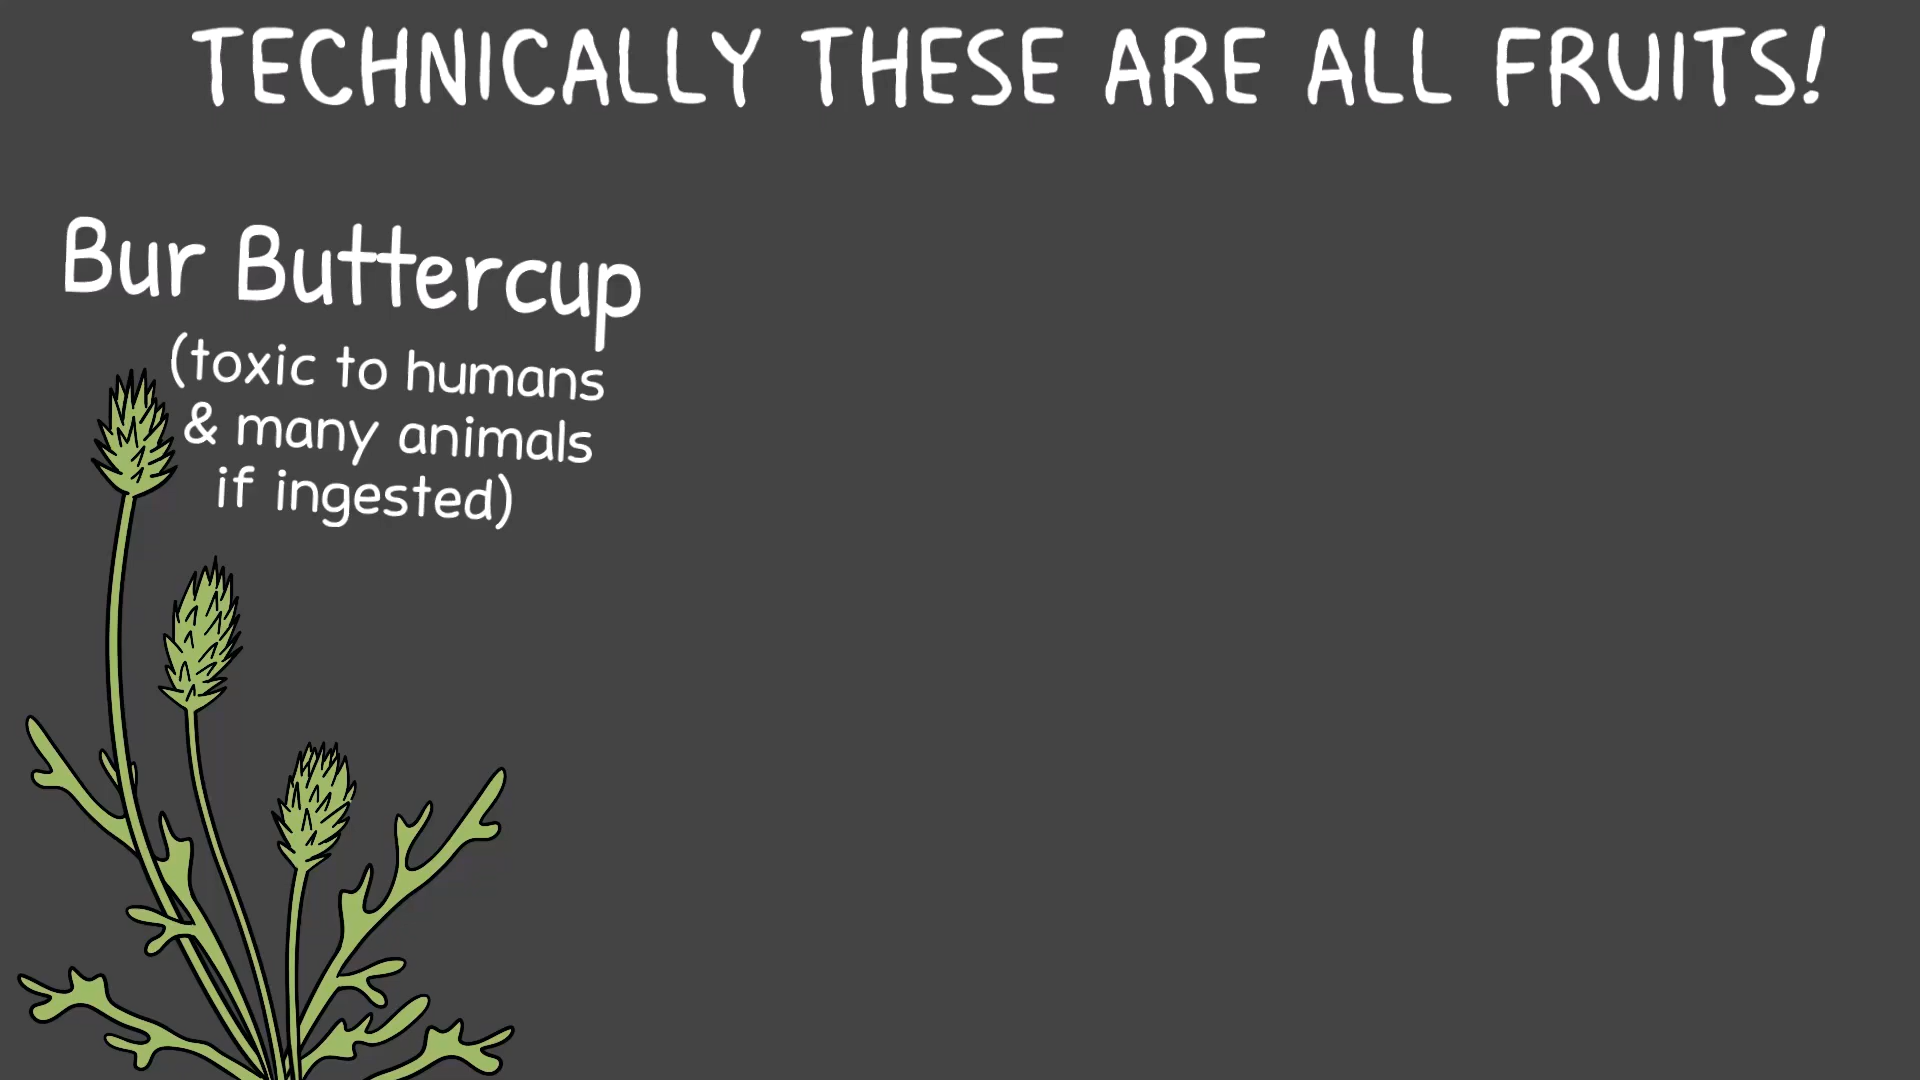 TECHNICALLY THESE ARE ALL FRUITS!
Bur Buttercup
(toxic to humans
& many animals
if ingested)